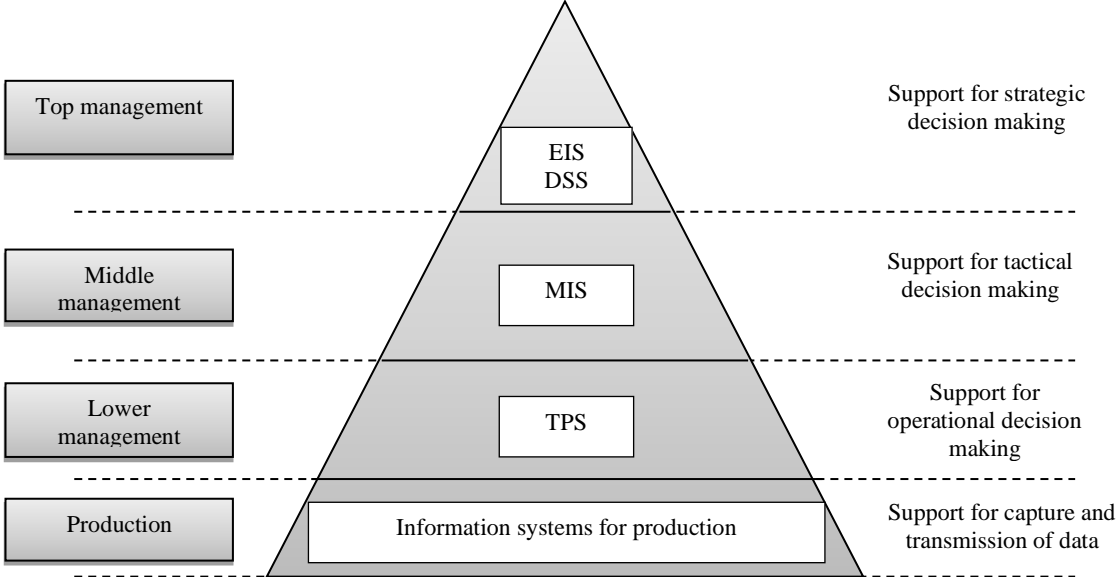 Top management
EIS
DSS
Support for strategic
decision making
Middle
management
MIS
Support for tactical
decision making
Lower
management
TPS
Support for
operational decision
making
Production
Information systems for production
Support for capture and
transmission of data